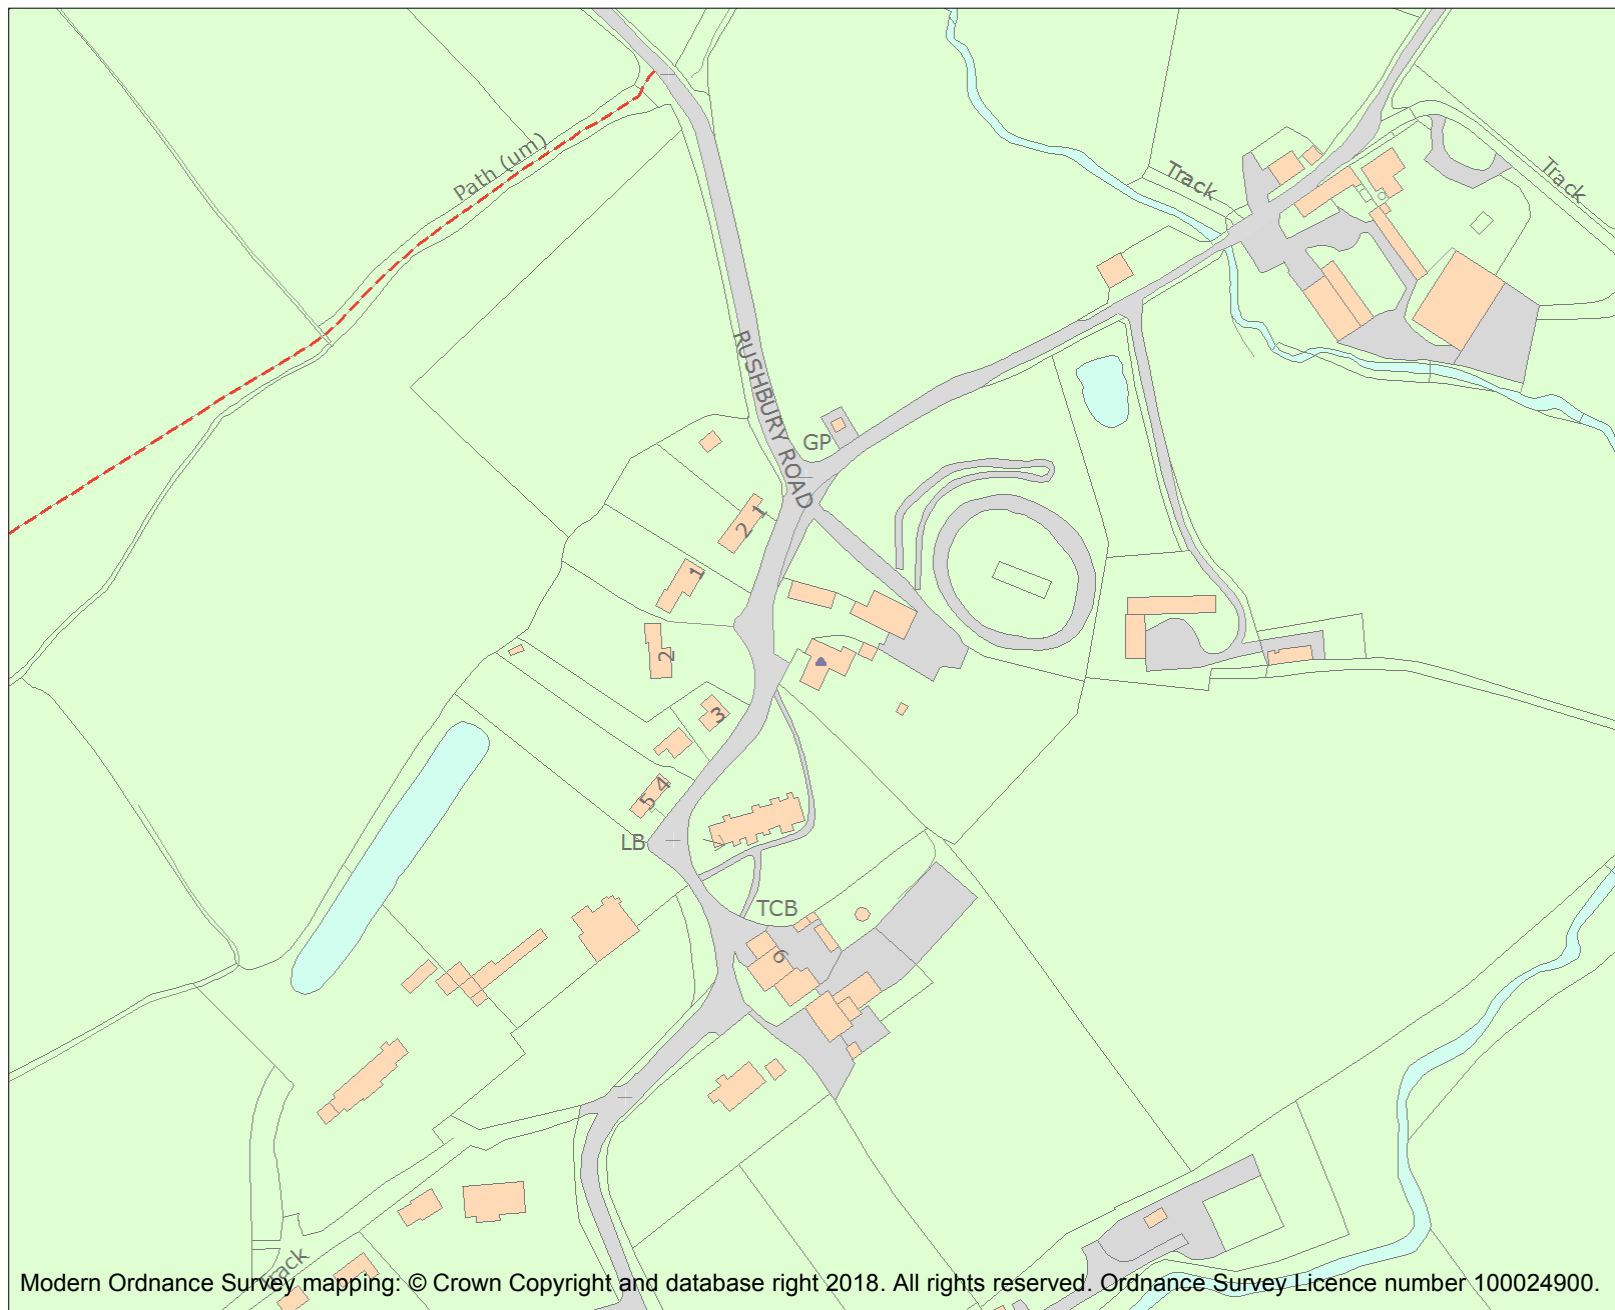 Path (um)
Track
Track
RUSHBURY ROAD
GP
2 1
1
2
3
5 4
LB
TCB
6
Track
Modern Ordnance Survey mapping: © Crown Copyright and database right 2018. All rights reserved. Ordnance Survey Licence number 100024900.